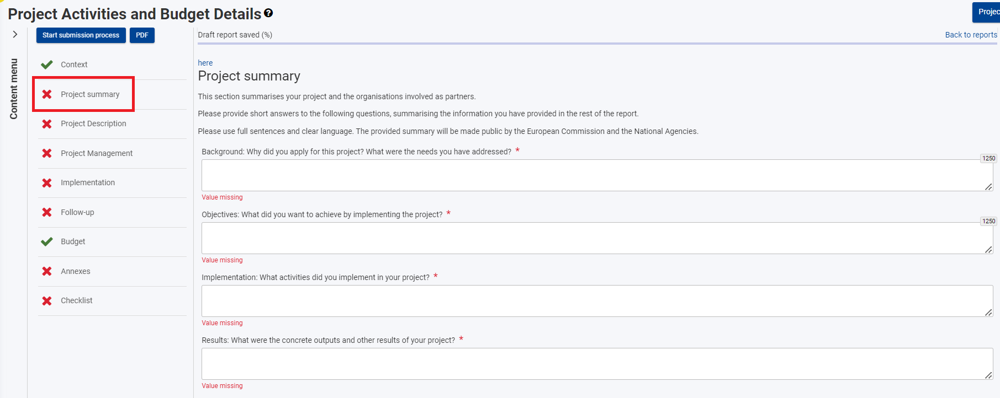 Project Activities and Budget Details
Projec
Content menu
Start submission process
PDF
Context
Project summary
Project Description
Project Management
Implementation
Follow-up
Budget
Annexes
Checklist
Draft report saved (%)
Back to reports
here
Project summary
This section summarises your project and the organisations involved as partners.
Please provide short answers to the following questions, summarising the information you have provided in the rest of the report.
Please use full sentences and clear language. The provided summary will be made public by the European Commission and the National Agencies.
Background: Why did you apply for this project? What were the needs you have addressed? *
1250
Value missing
Objectives: What did you want to achieve by implementing the project? *
1250
Value missing
Implementation: What activities did you implement in your project? *
Value missing
Results: What were the concrete outputs and other results of your project? *
Value missing